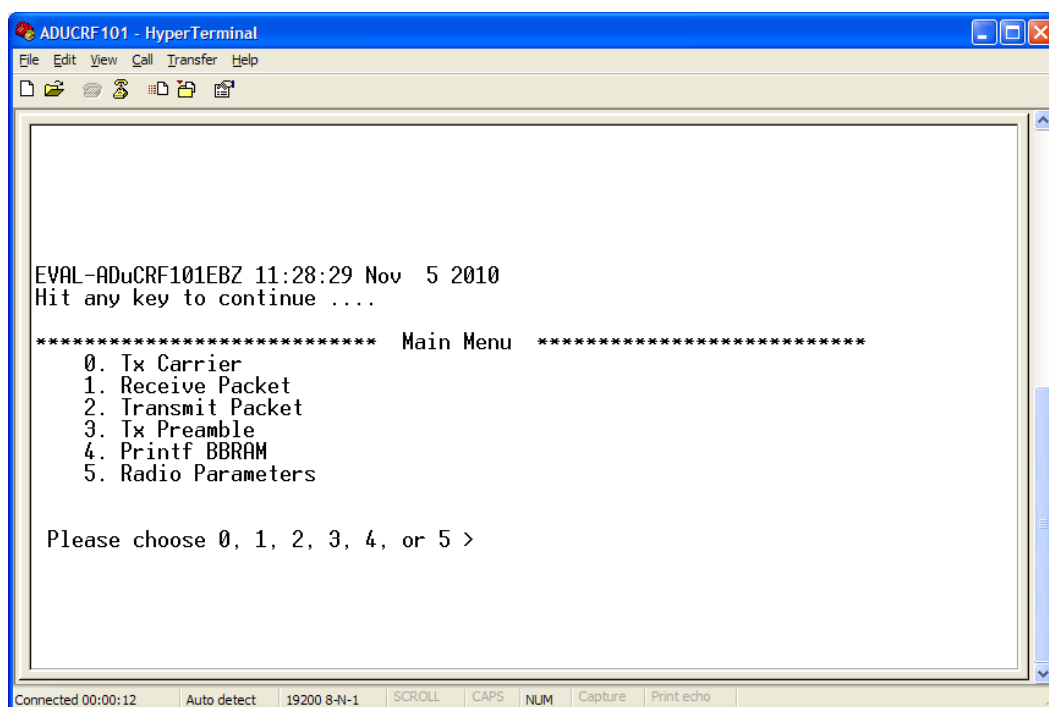 ADUCRF101 - HyperTerminal
File Edit View Call Transfer Help
EVAL-ADuCRF101EBZ 11:28:29 Nov  5 2010
Hit any key to continue ....
**************************** Main Menu ***************************
0. Tx Carrier
1. Receive Packet
2. Transmit Packet
3. Tx Preamble
4. Printf BBRAM
5. Radio Parameters
Please choose 0, 1, 2, 3, 4, or 5 >
Connected 00:00:12 Auto detect 19200 8-N-1 SCROLL CAPS NUM Capture Print echo